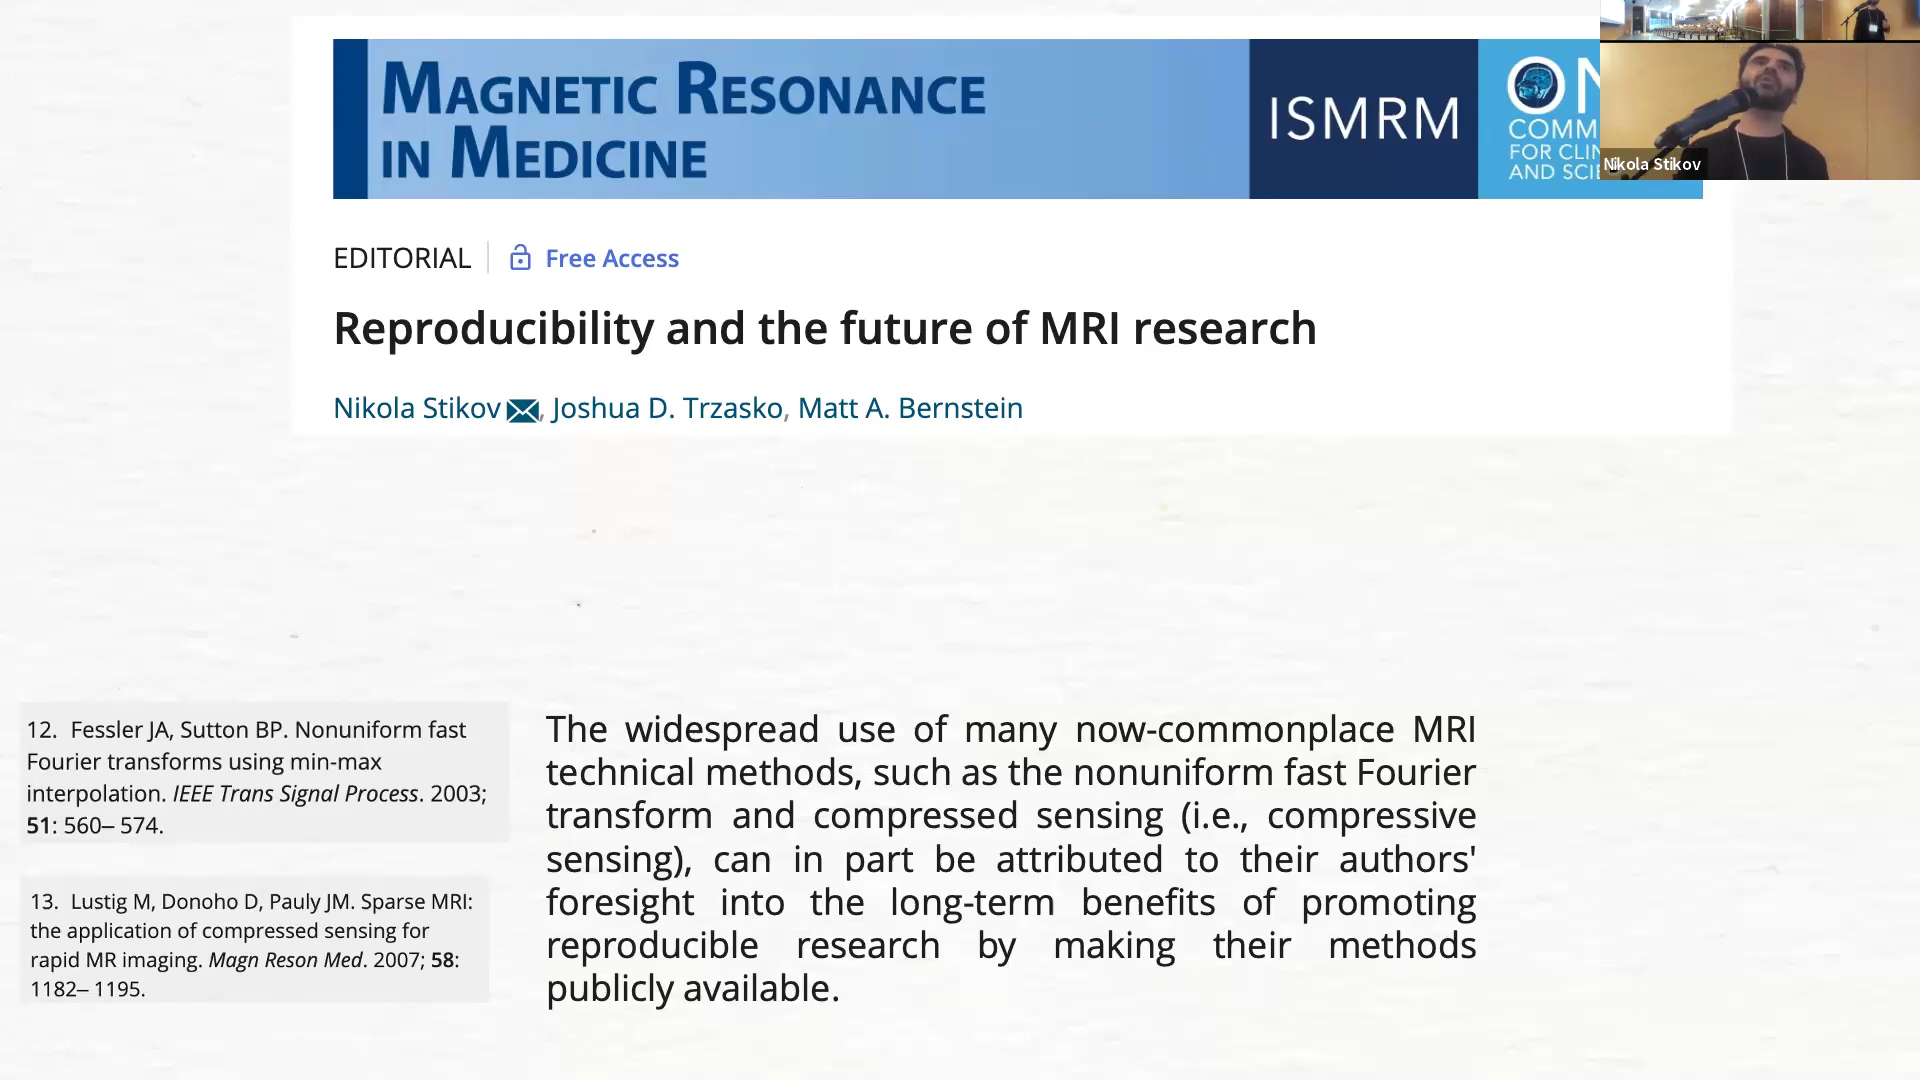 MAGNETIC RESONANCE
IN MEDICINE
ISMRM
COMM
FOR CLIN
AND SCIE
Nikola Stikov
EDITORIAL
Free Access
Reproducibility and the future of MRI research
Nikola Stikov, Joshua D. Trzasko, Matt A. Bernstein
12. Fessler JA, Sutton BP. Nonuniform fast
Fourier transforms using min-max
interpolation. IEEE Trans Signal Process. 2003;
51: 560– 574.
13. Lustig M, Donoho D, Pauly JM. Sparse MRI:
the application of compressed sensing for
rapid MR imaging. Magn Reson Med. 2007; 58:
1182– 1195.
The widespread use of many now-commonplace MRI
technical methods, such as the nonuniform fast Fourier
transform and compressed sensing (i.e., compressive
sensing), can in part be attributed to their authors'
foresight into the long-term benefits of promoting
reproducible research by making their methods
publicly available.